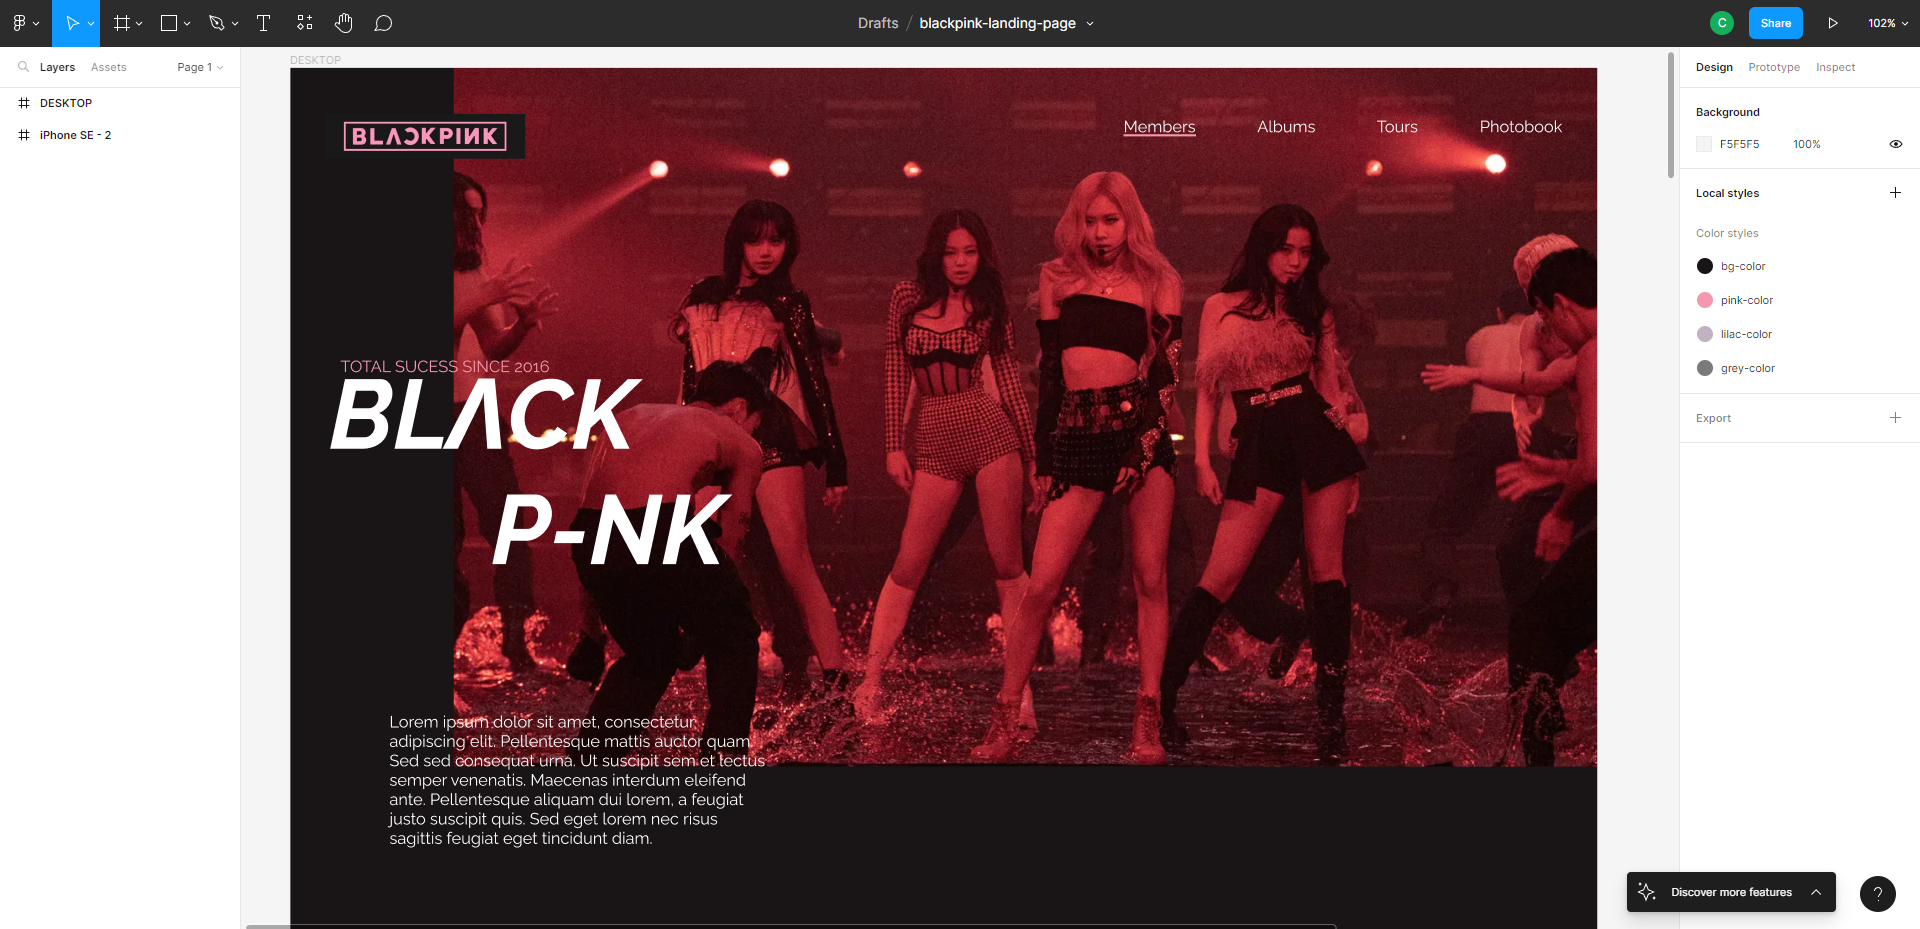 Drafts / blackpink-landing-page
C
Share
102%
Layers Assets Page 1
DESKTOP
iPhone SE - 2
DESKTOP
BLΛCKPIИK
Members Albums Tours Photobook
TOTAL SUCESS SINCE 2016
BLΛCK
P-NK
Lorem ipsum dolor sit amet, consectetur
adipiscing elit. Pellentesque mattis auctor quam.
Sed sed consequat urna. Ut suscipit sem et lectus
semper venenatis. Maecenas interdum eleifend
ante. Pellentesque aliquam dui lorem, a feugiat
justo suscipit quis. Sed eget lorem nec risus
sagittis feugiat eget tincidunt diam.
Design Prototype Inspect
Background
F5F5F5 100%
Local styles
Color styles
bg-color
pink-color
lilac-color
grey-color
Export
Discover more features
?